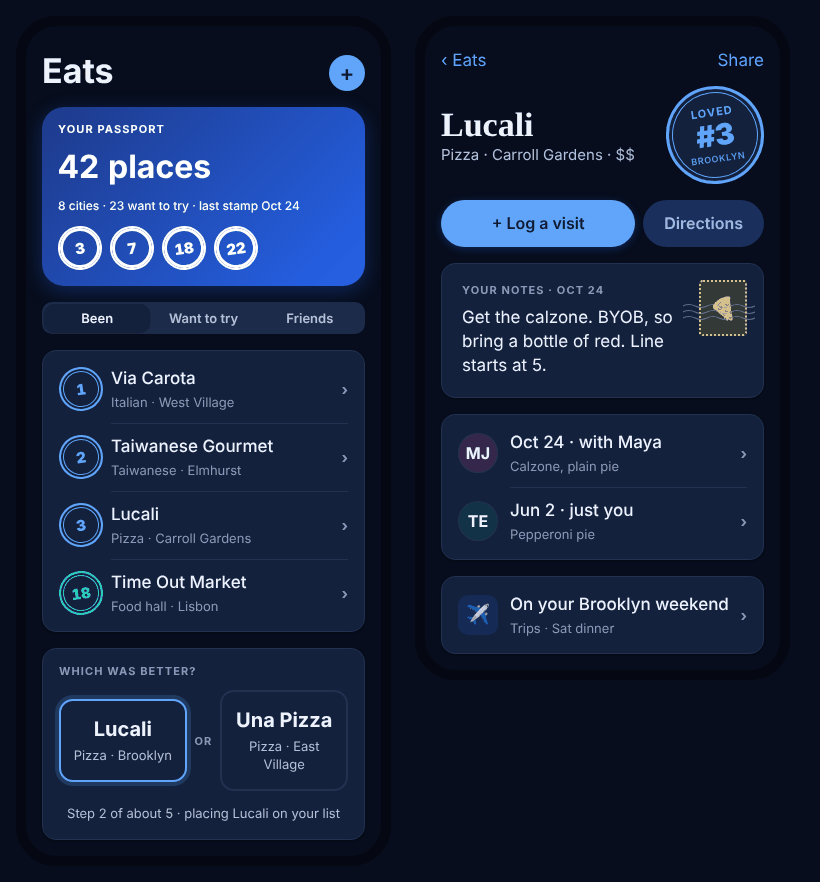 Eats
+
YOUR PASSPORT
42 places
8 cities · 23 want to try · last stamp Oct 24
3 7 18 22
Been Want to try Friends
1 Via Carota ›
Italian · West Village
2 Taiwanese Gourmet ›
Taiwanese · Elmhurst
3 Lucali ›
Pizza · Carroll Gardens
18 Time Out Market ›
Food hall · Lisbon
WHICH WAS BETTER?
Lucali
Pizza · Brooklyn
OR
Una Pizza
Pizza · East
Village
Step 2 of about 5 · placing Lucali on your list
‹ Eats
Share
Lucali
Pizza · Carroll Gardens · $$
LOVED
#3
BROOKLYN
+ Log a visit
Directions
YOUR NOTES · OCT 24
Get the calzone. BYOB, so
bring a bottle of red. Line
starts at 5.
MJ Oct 24 · with Maya ›
Calzone, plain pie
TE Jun 2 · just you ›
Pepperoni pie
On your Brooklyn weekend ›
Trips · Sat dinner